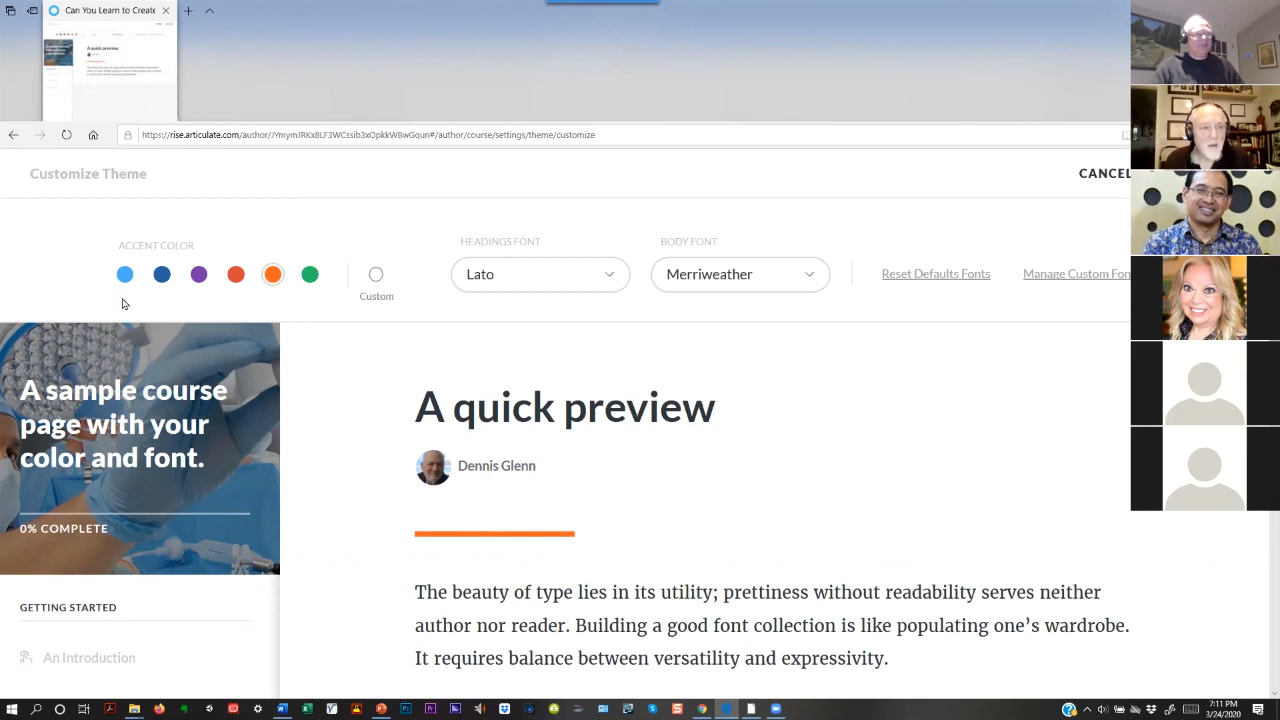 Can You Learn to Create
A quick preview
https://rise.articulate.com/author/JYmymJRKx8LF3WCssib3xOpkkWBwGqun#/author/course/settings/theme/customize
Customize Theme
CANCEL
ACCENT COLOR
HEADINGS FONT
BODY FONT
Lato
Merriweather
Reset Defaults Fonts
Manage Custom Fon
Custom
A sample course
page with your
color and font.
0% COMPLETE
GETTING STARTED
An Introduction
A quick preview
Dennis Glenn
The beauty of type lies in its utility; prettiness without readability serves neither
author nor reader. Building a good font collection is like populating one’s wardrobe.
It requires balance between versatility and expressivity.
7:11 PM
3/24/2020